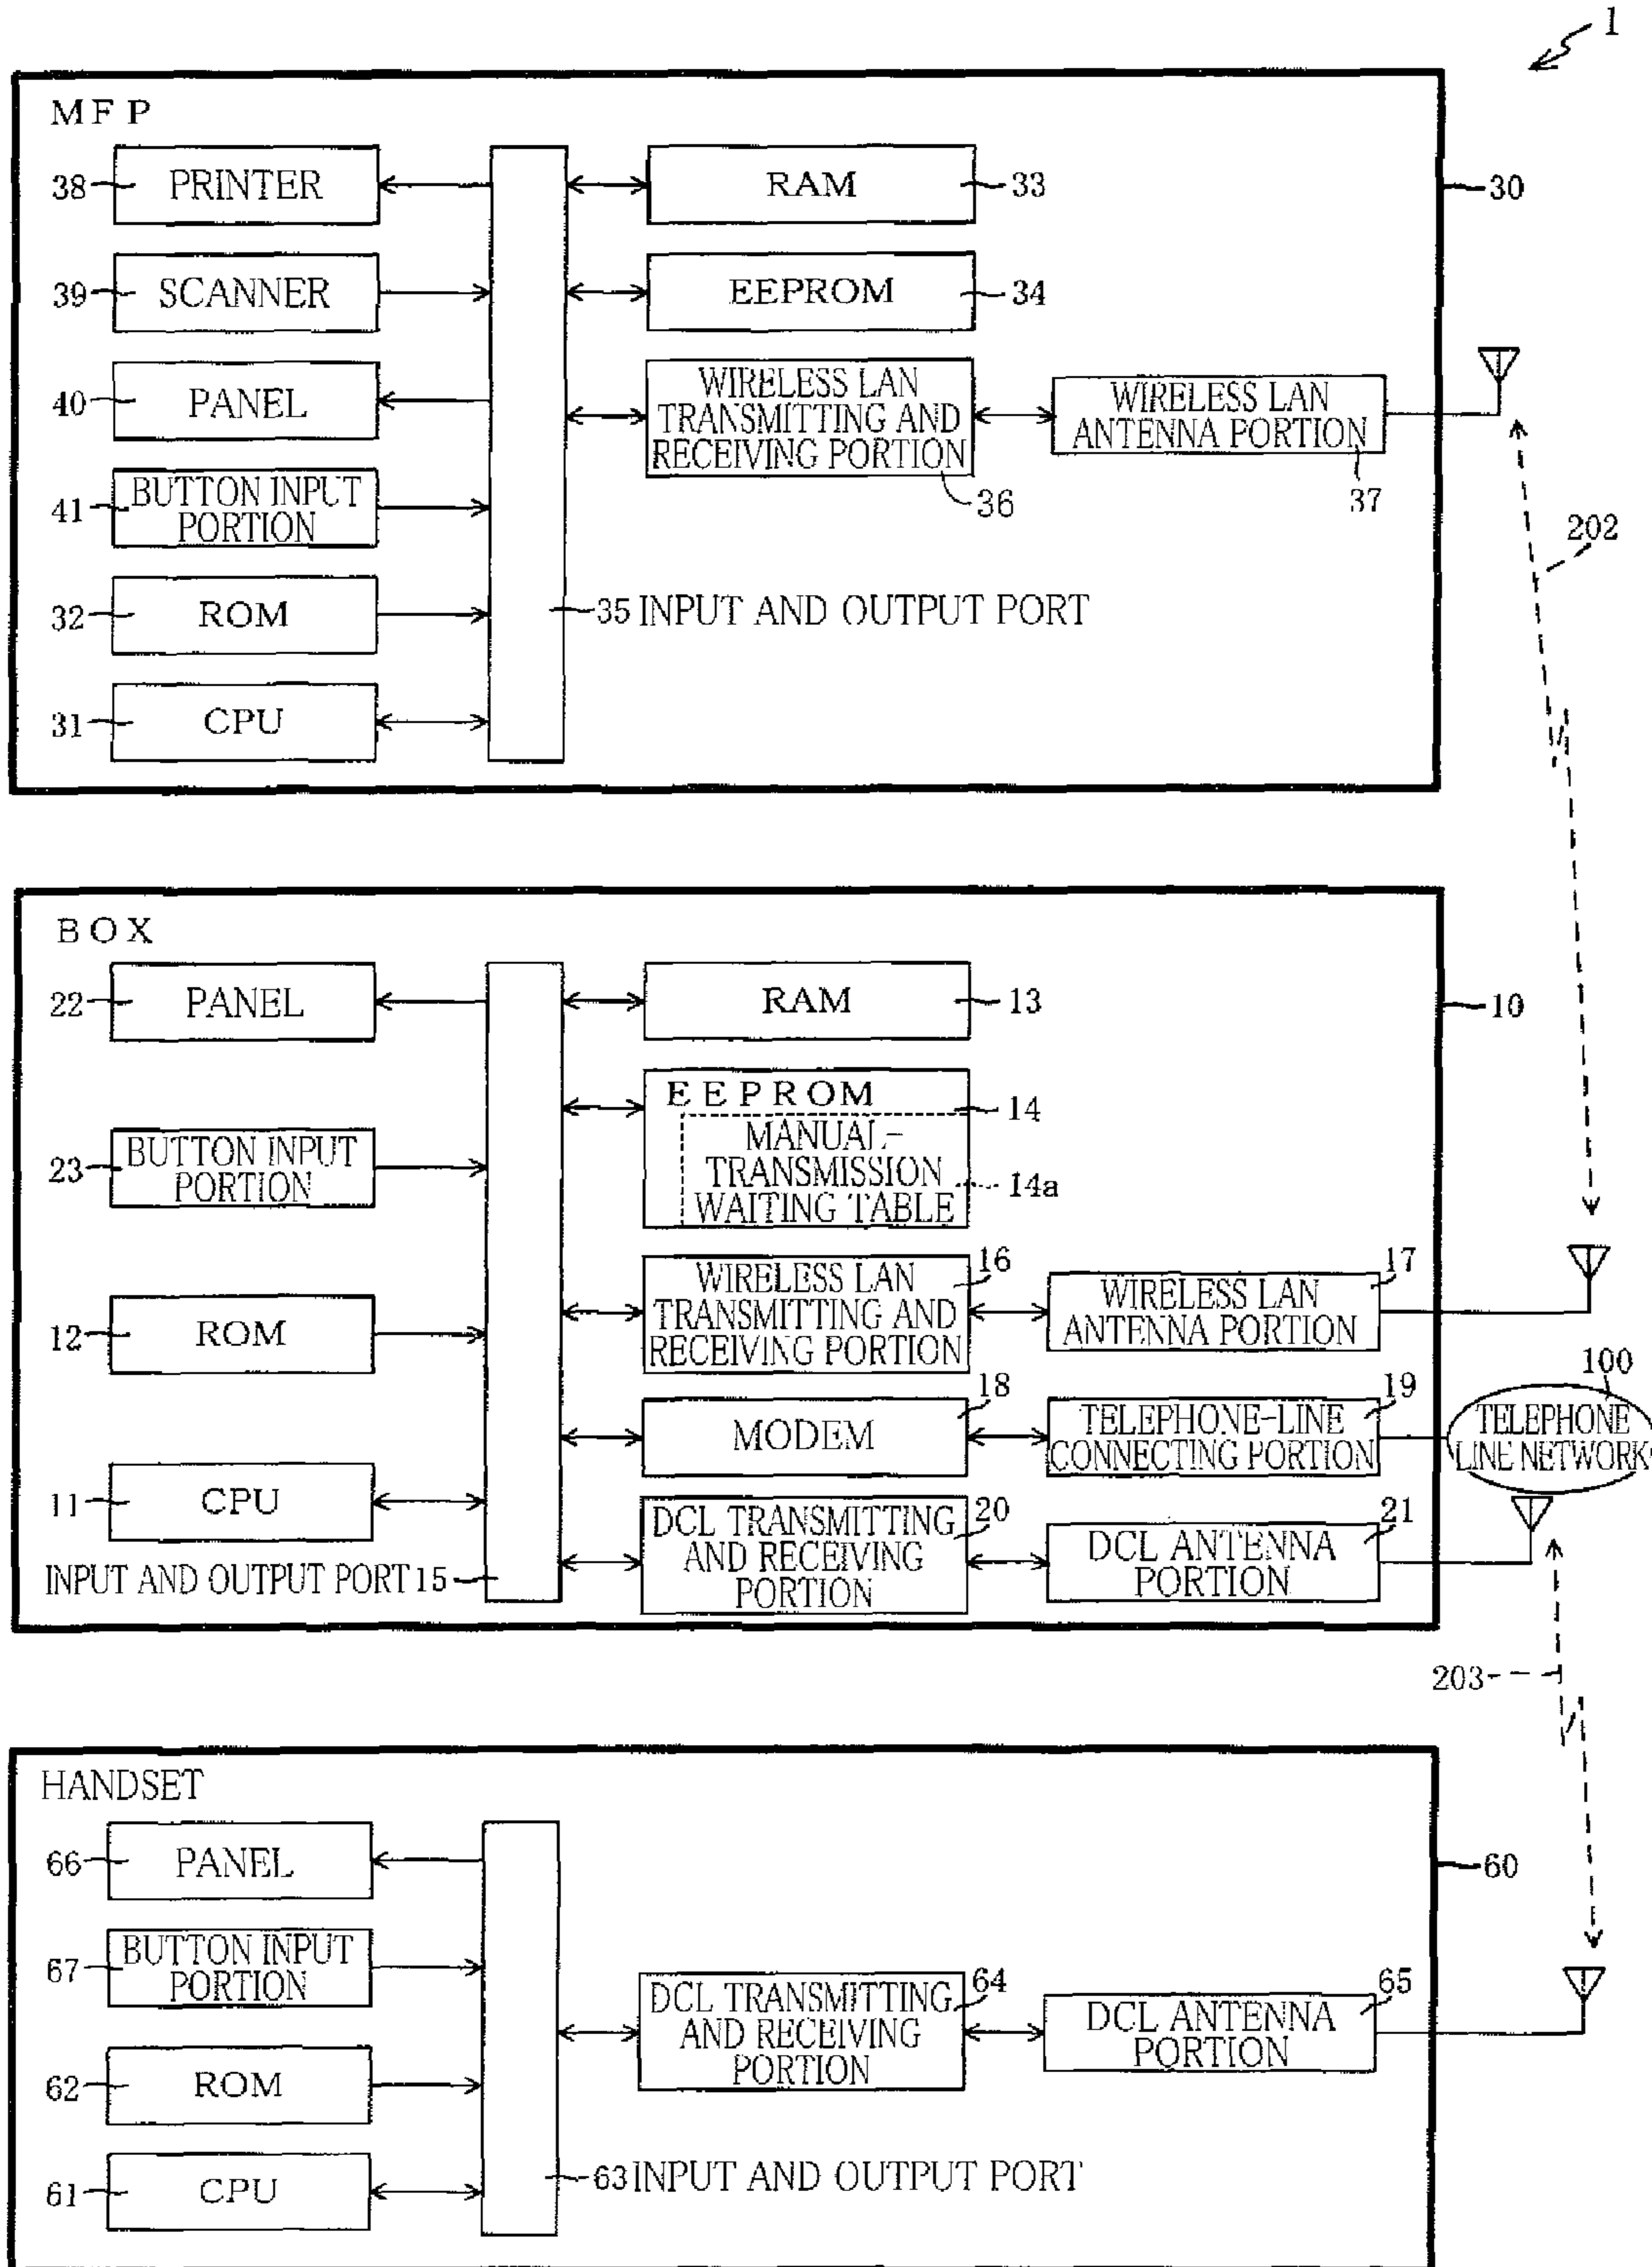 1
MFP
38 PRINTER
RAM 33
30
39 SCANNER
EEPROM 34
40 PANEL
WIRELESS LAN
TRANSMITTING AND
RECEIVING PORTION
36
WIRELESS LAN
ANTENNA PORTION
37
41 BUTTON INPUT
PORTION
202
32 ROM
35 INPUT AND OUTPUT PORT
31 CPU
BOX
22 PANEL
RAM 13
10
EEPROM 14
MANUAL-
TRANSMISSION
WAITING TABLE
14a
23 BUTTON INPUT
PORTION
WIRELESS LAN
TRANSMITTING AND
RECEIVING PORTION
16
WIRELESS LAN
ANTENNA PORTION
17
12 ROM
MODEM
18
TELEPHONE-LINE
CONNECTING PORTION
19
100
TELEPHONE
LINE NETWORK
11 CPU
DCL TRANSMITTING
AND RECEIVING
PORTION
20
DCL ANTENNA
PORTION
21
INPUT AND OUTPUT PORT 15
203
HANDSET
66 PANEL
60
67 BUTTON INPUT
PORTION
DCL TRANSMITTING
AND RECEIVING
PORTION
64
DCL ANTENNA
PORTION
65
62 ROM
61 CPU
63 INPUT AND OUTPUT PORT